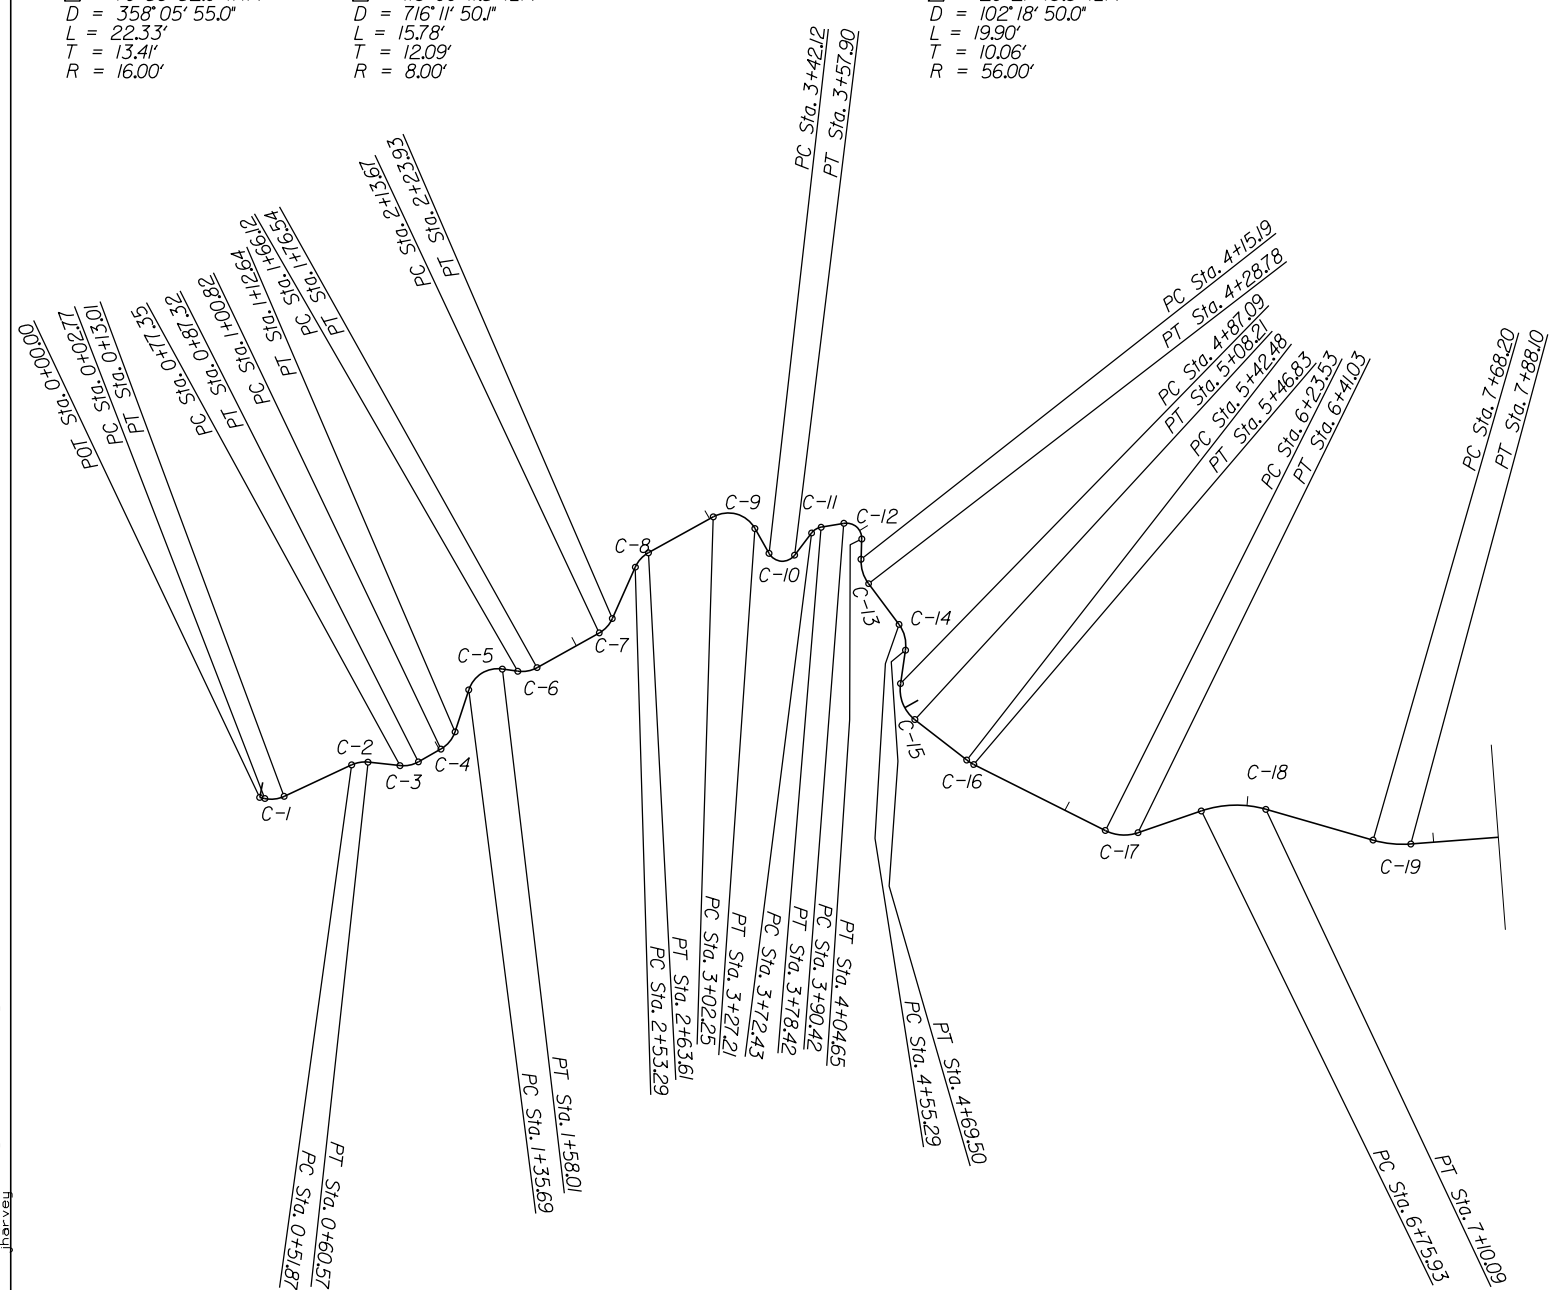 D = 358° 05' 55.0"
L = 22.33'
T = 13.41'
R = 16.00'
D = 716° 11' 50.1"
L = 15.78'
T = 12.09'
R = 8.00'
D = 102° 18' 50.0"
L = 19.90'
T = 10.06'
R = 56.00'
POT Sta. 0+00.00
PC Sta. 0+02.77
PT Sta. 0+13.01
PC Sta. 0+77.35
PT Sta. 0+87.32
PC Sta. 1+00.82
PT Sta. 1+12.64
PC Sta. 1+66.12
PT Sta. 1+76.54
PC Sta. 2+13.67
PT Sta. 2+23.93
PC Sta. 3+42.12
PT Sta. 3+57.90
PC Sta. 4+15.19
PT Sta. 4+28.78
PC Sta. 4+87.09
PT Sta. 5+08.21
PC Sta. 5+42.48
PT Sta. 5+46.83
PC Sta. 6+23.53
PT Sta. 6+41.03
PC Sta. 7+68.20
PT Sta. 7+88.10
C-1
C-2
C-3
C-4
C-5
C-6
C-7
C-8
C-9
C-10
C-11
C-12
C-13
C-14
C-15
C-16
C-17
C-18
C-19
PC Sta. 0+51.87
PT Sta. 0+60.57
PC Sta. 1+35.69
PT Sta. 1+58.01
PC Sta. 2+53.29
PT Sta. 2+63.61
PC Sta. 3+02.25
PT Sta. 3+27.21
PC Sta. 3+72.43
PT Sta. 3+78.42
PC Sta. 3+90.42
PT Sta. 4+04.65
PC Sta. 4+55.29
PT Sta. 4+69.50
PC Sta. 6+75.93
PT Sta. 7+10.09
jharvey